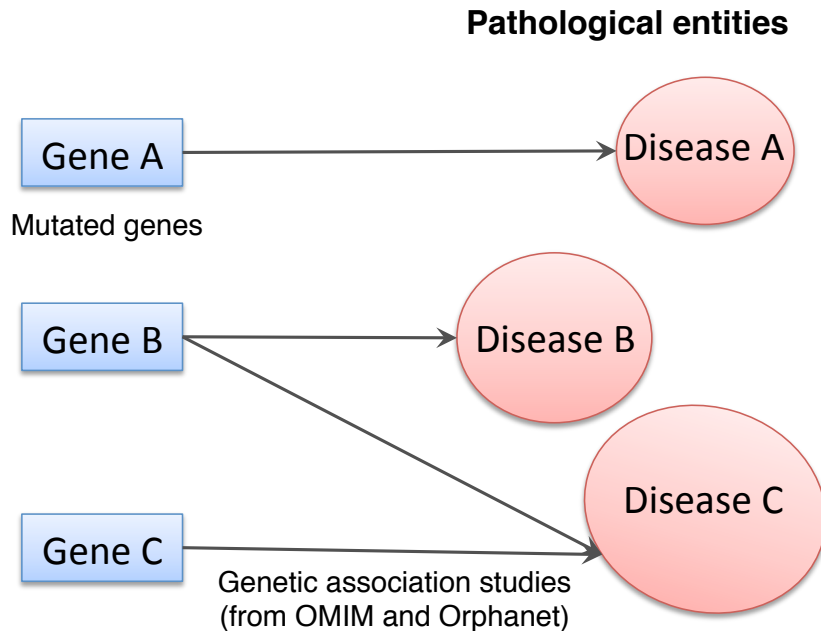 Pathological entities
Gene A
Disease A
Mutated genes
Gene B
Disease B
Disease C
Gene C
Genetic association studies
(from OMIM and Orphanet)